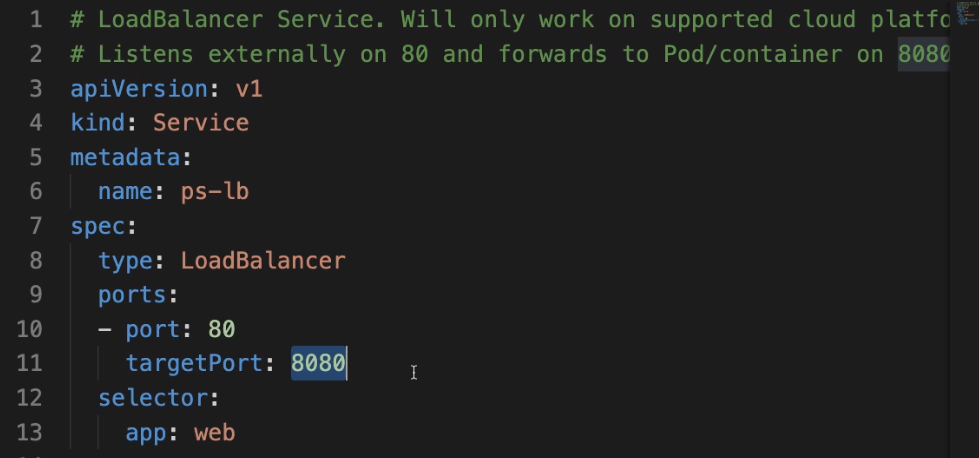 1 # LoadBalancer Service. Will only work on supported cloud platfo
2 # Listens externally on 80 and forwards to Pod/container on 8080
3 apiVersion: v1
4 kind: Service
5 metadata:
6   name: ps-lb
7 spec:
8   type: LoadBalancer
9   ports:
10   - port: 80
11     targetPort: 8080
12   selector:
13     app: web